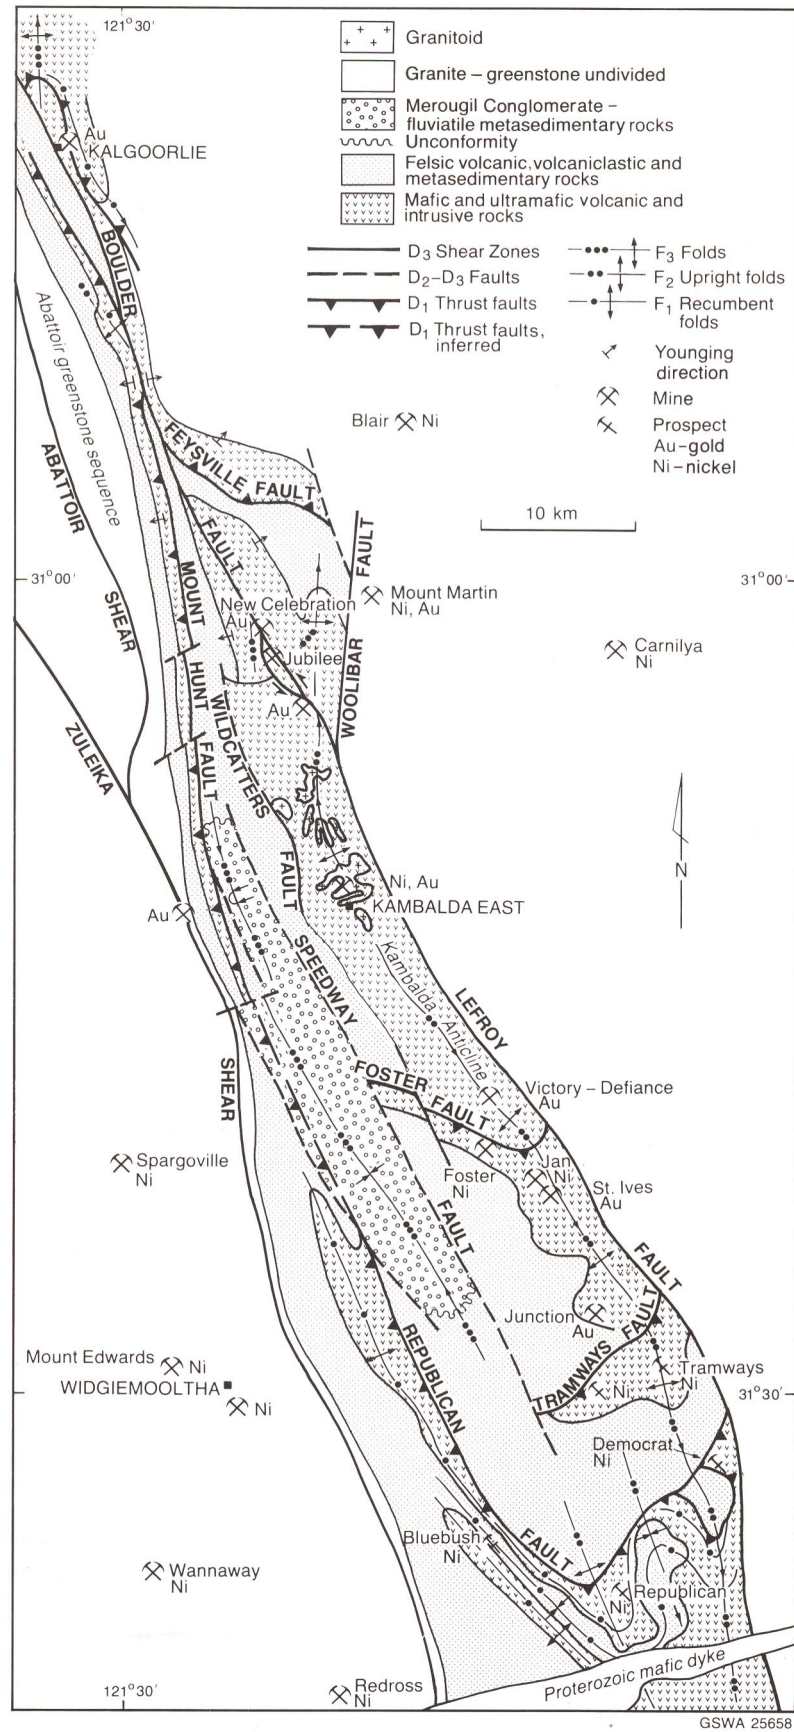 121°30'
Granitoid
Granite – greenstone undivided
Merougil Conglomerate –
fluviatile metasedimentary rocks
Unconformity
Felsic volcanic, volcaniclastic and
metasedimentary rocks
Mafic and ultramafic volcanic and
intrusive rocks
D3 Shear Zones
D2–D3 Faults
D1 Thrust faults
D1 Thrust faults,
inferred
F3 Folds
F2 Upright folds
F1 Recumbent
folds
Younging
direction
Mine
Prospect
Au–gold
Ni–nickel
10 km
Au
KALGOORLIE
BOULDER
Abattoir greenstone sequence
ABATTOIR
SHEAR
Blair Ni
FEYSVILLE FAULT
FAULT
FAULT
31°00'
31°00'
MOUNT
HUNT
FAULT
New Celebration
Au
Jubilee
Au
Mount Martin
Ni, Au
WOOLIBAR
Carnilya
Ni
ZULEIKA
WILDCATTERS
FAULT
N
Ni, Au
KAMBALDA EAST
Au
SPEEDWAY
Kambalda Anticline
LEFROY
SHEAR
FOSTER
FAULT
Victory – Defiance
Au
Spargoville
Ni
Foster
Ni
Jan
Ni
St. Ives
Au
FAULT
FAULT
Junction
Au
TRAMWAYS FAULT
Mount Edwards Ni
WIDGIEMOOLTHA
Ni
REPUBLICAN
Ni
Tramways
Ni
31°30'
Democrat
Ni
Bluebush
Ni
FAULT
Wannaway
Ni
Republican
Ni
Redross
Ni
Proterozoic mafic dyke
121°30'
GSWA 25658